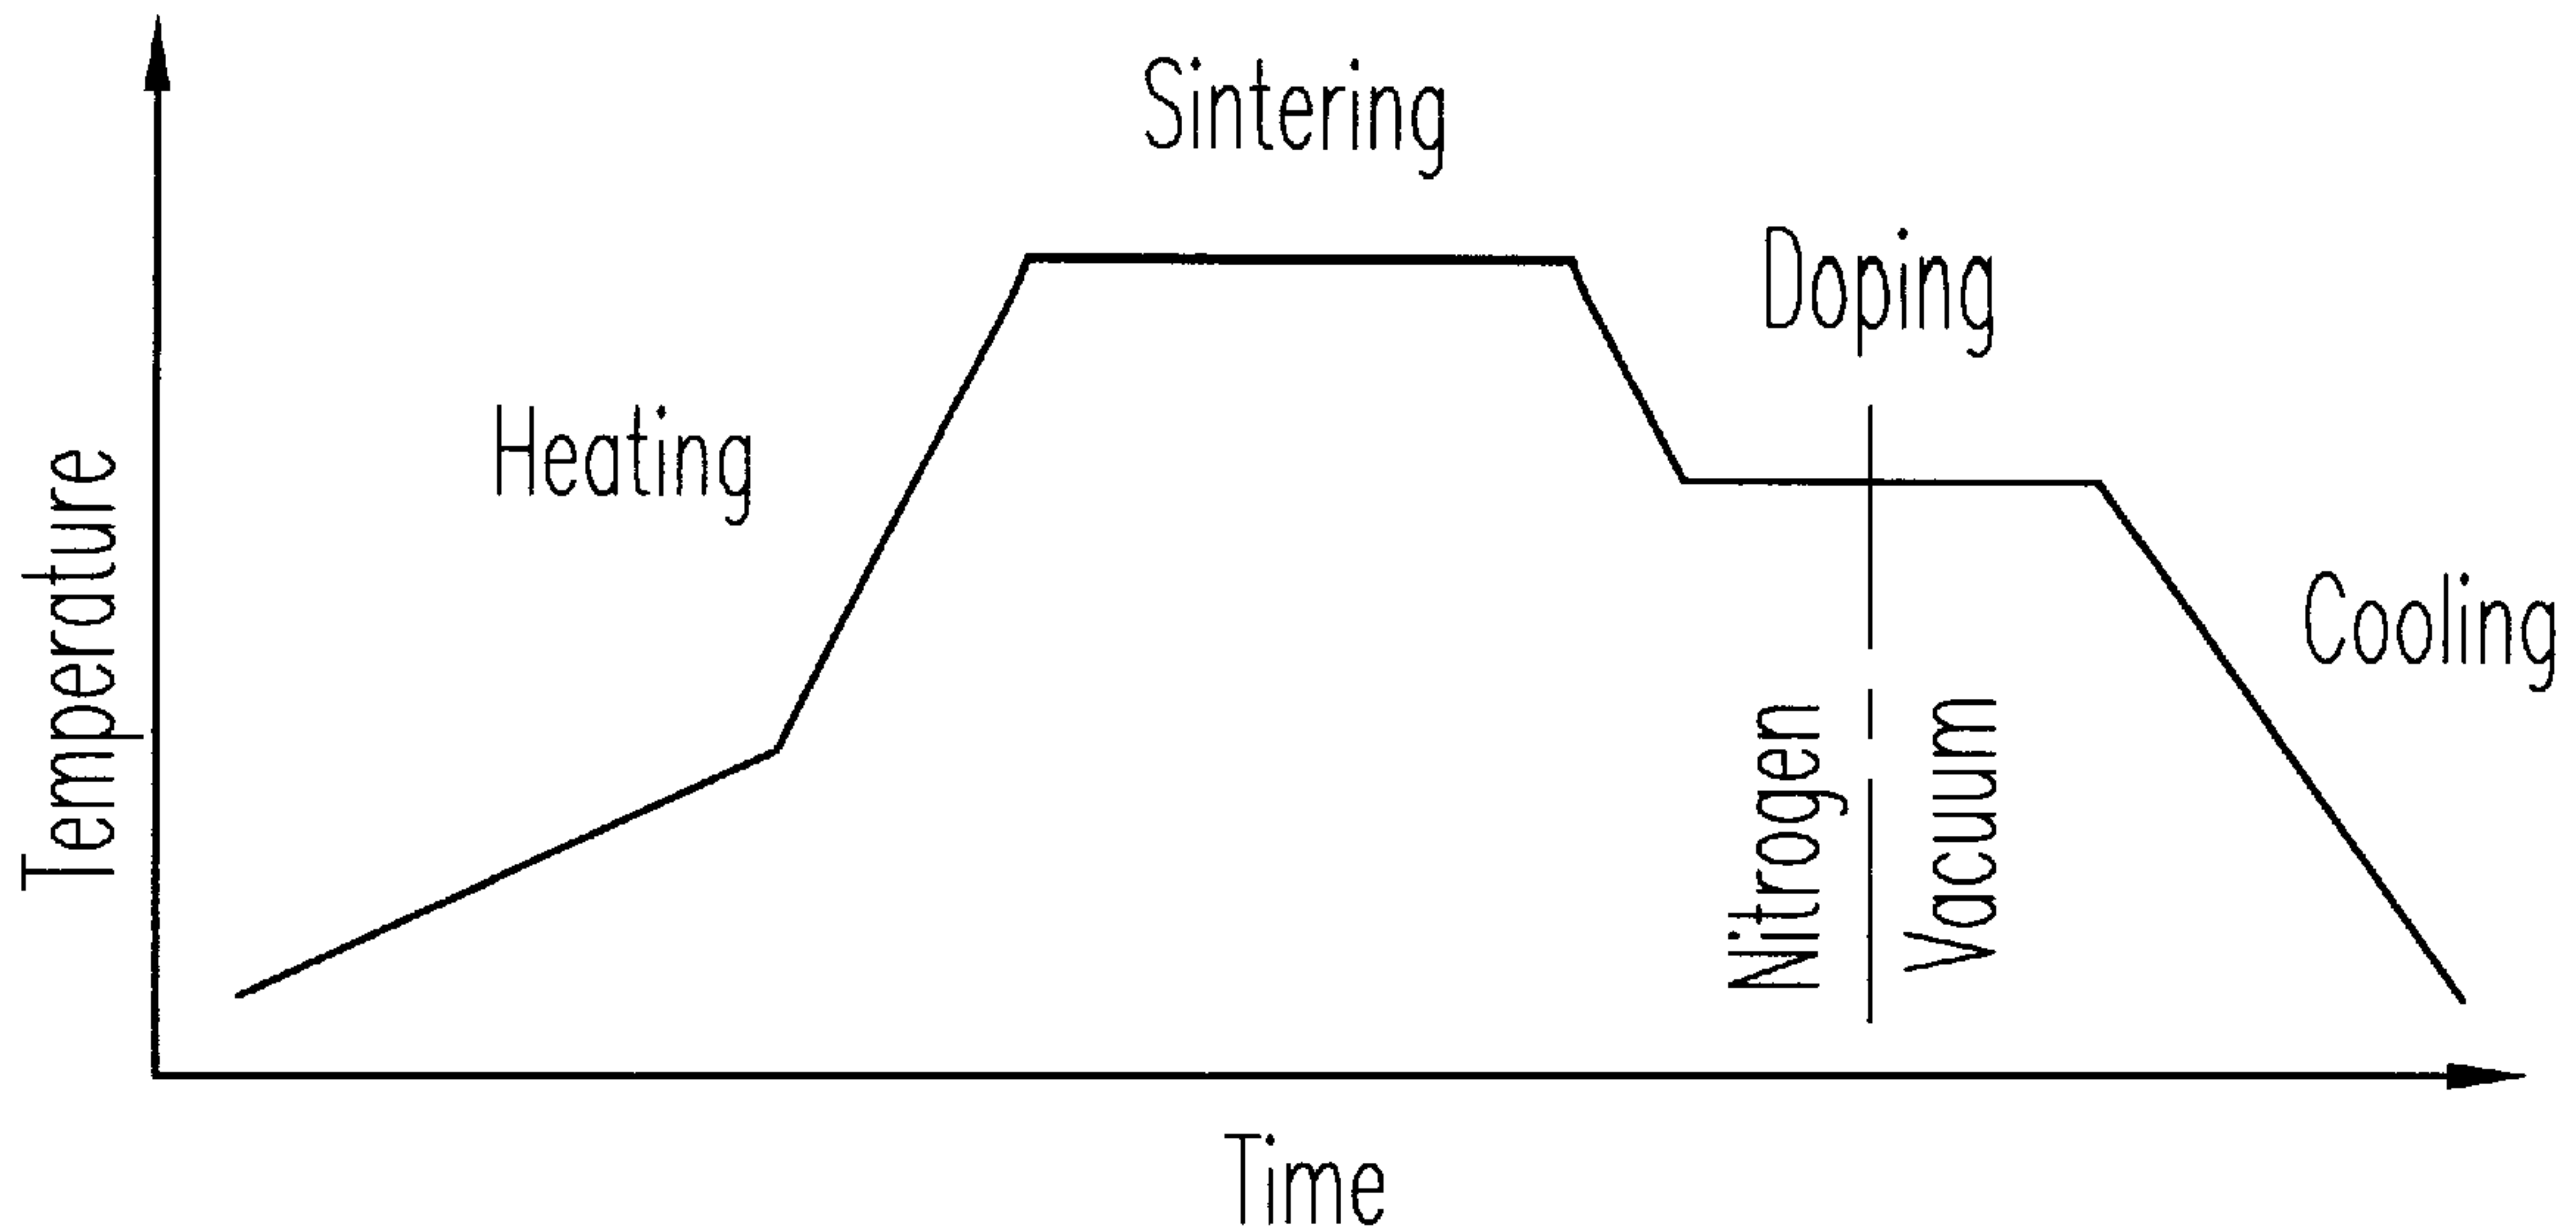 Sintering
Doping
Heating
Temperature
Cooling
Nitrogen
Vacuum
Time